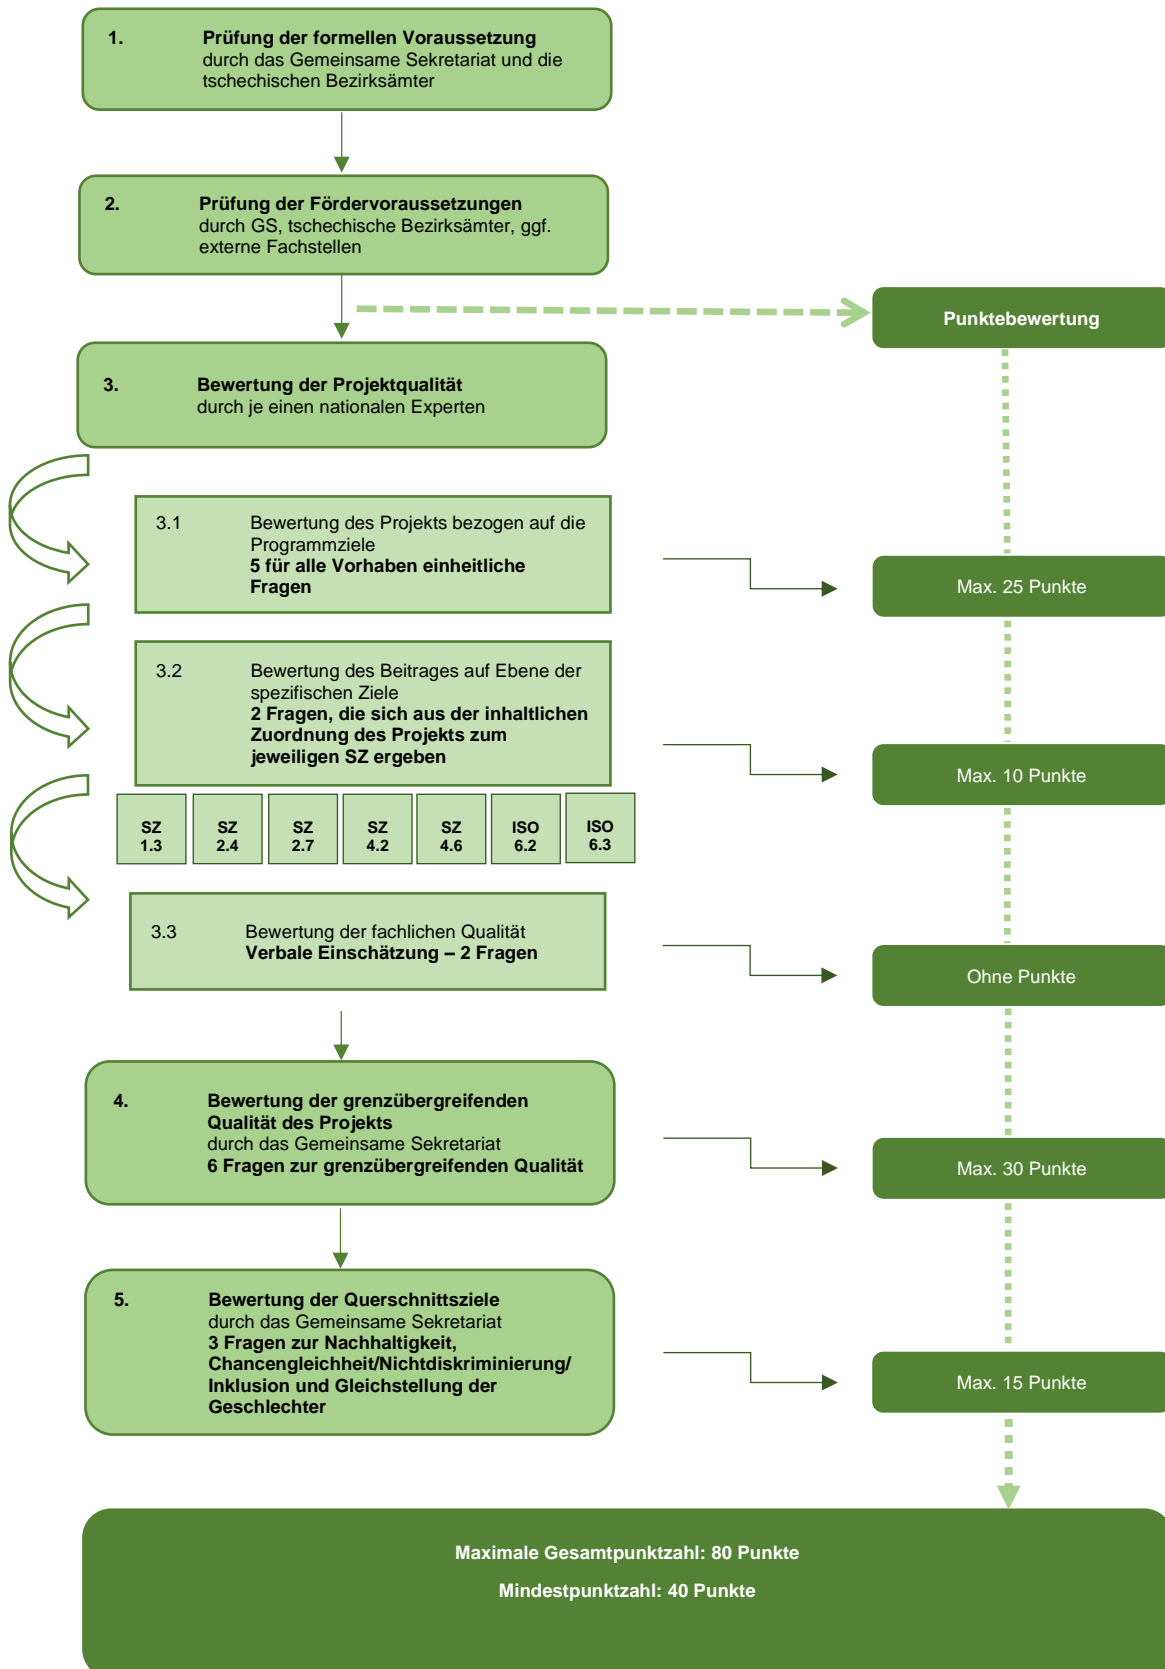 1. Prüfung der formellen Voraussetzung
durch das Gemeinsame Sekretariat und die
tschechischen Bezirksämter
2. Prüfung der Fördervoraussetzungen
durch GS, tschechische Bezirksämter, ggf.
externe Fachstellen
Punktebewertung
3. Bewertung der Projektqualität
durch je einen nationalen Experten
3.1 Bewertung des Projekts bezogen auf die
Programmziele
5 für alle Vorhaben einheitliche
Fragen
Max. 25 Punkte
3.2 Bewertung des Beitrages auf Ebene der
spezifischen Ziele
2 Fragen, die sich aus der inhaltlichen
Zuordnung des Projekts zum
jeweiligen SZ ergeben
Max. 10 Punkte
SZ
1.3
SZ
2.4
SZ
2.7
SZ
4.2
SZ
4.6
ISO
6.2
ISO
6.3
3.3 Bewertung der fachlichen Qualität
Verbale Einschätzung – 2 Fragen
Ohne Punkte
4. Bewertung der grenzübergreifenden
Qualität des Projekts
durch das Gemeinsame Sekretariat
6 Fragen zur grenzübergreifenden Qualität
Max. 30 Punkte
5. Bewertung der Querschnittsziele
durch das Gemeinsame Sekretariat
3 Fragen zur Nachhaltigkeit,
Chancengleichheit/Nichtdiskriminierung/
Inklusion und Gleichstellung der
Geschlechter
Max. 15 Punkte
Maximale Gesamtpunktzahl: 80 Punkte
Mindestpunktzahl: 40 Punkte